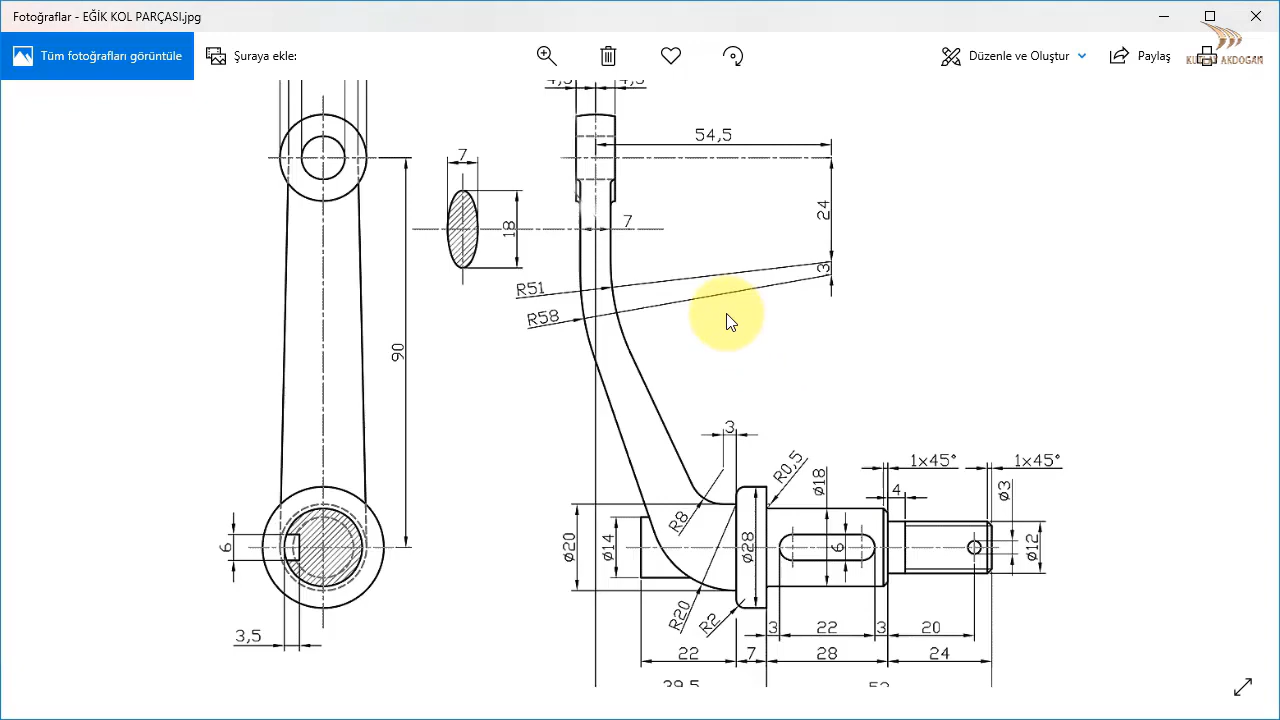 Fotoğraflar - EĞİK KOL PARÇASI.jpg
Tüm fotoğrafları görüntüle
Şuraya ekle:
Düzenle ve Oluştur
Paylaş
AKDOGAN
4,5
4,5
54,5
7
24
18
7
3
R51
R58
90
3
R0,5
1x45°
1x45°
ø18
4
ø3
R8
6
ø20
ø14
ø28
6
ø12
R20
R2
3,5
3
22
3
20
22
7
28
24
39,5
52